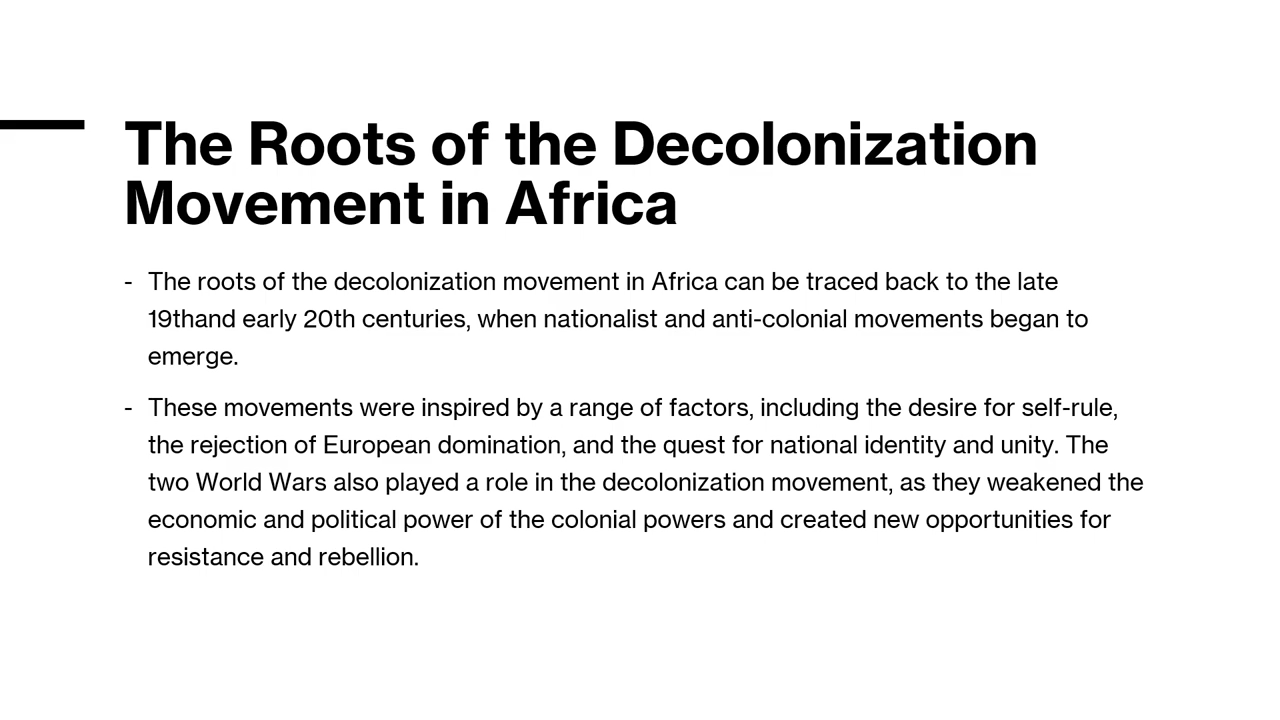 The Roots of the Decolonization
Movement in Africa
- The roots of the decolonization movement in Africa can be traced back to the late
19thand early 20th centuries, when nationalist and anti-colonial movements began to
emerge.
- These movements were inspired by a range of factors, including the desire for self-rule,
the rejection of European domination, and the quest for national identity and unity. The
two World Wars also played a role in the decolonization movement, as they weakened the
economic and political power of the colonial powers and created new opportunities for
resistance and rebellion.